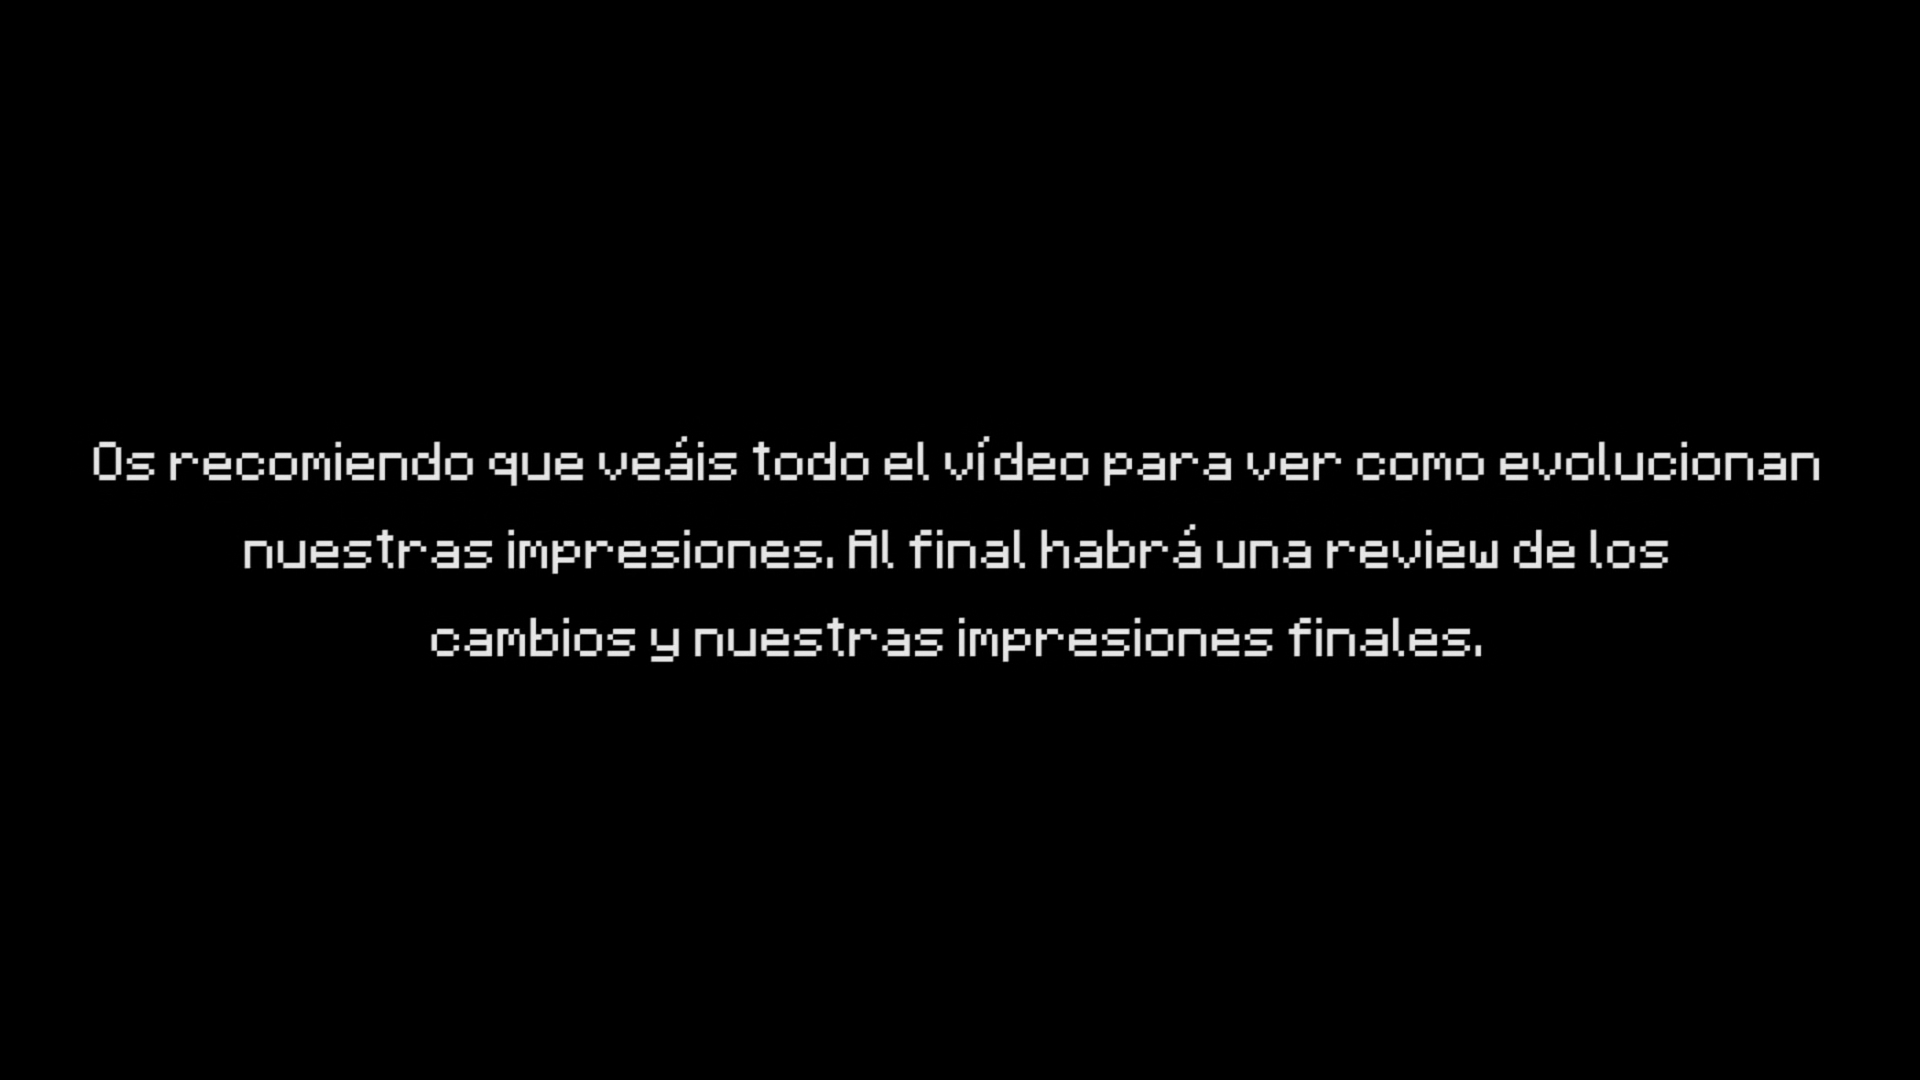 Os recomiendo que veáis todo el vídeo para ver como evolucionan
nuestras impresiones. Al final habrá una review de los
cambios y nuestras impresiones finales.